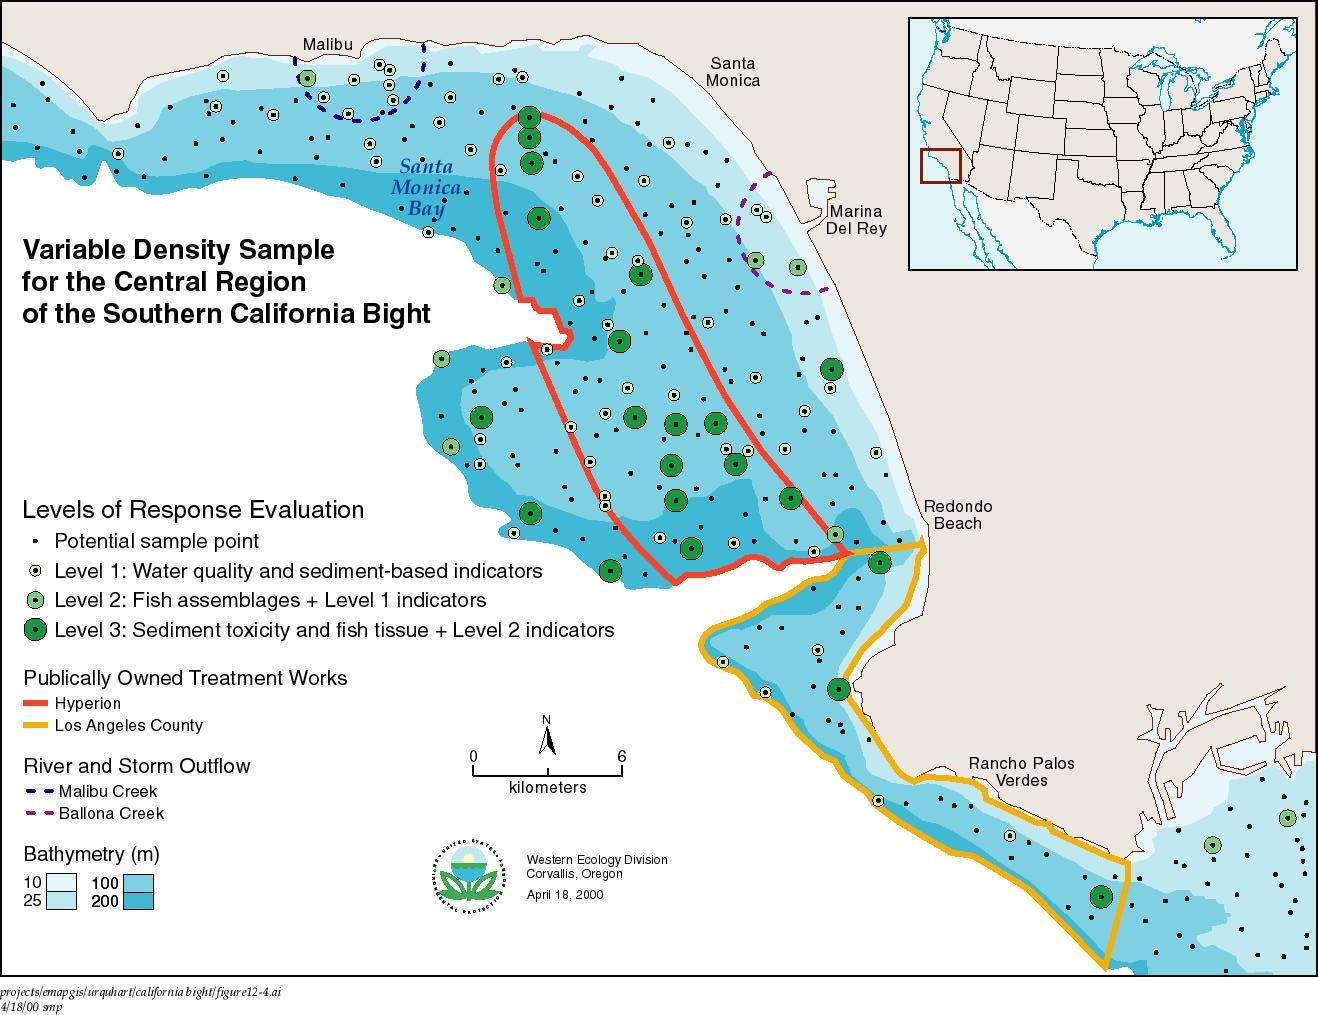 Malibu
Santa
Monica
Santa
Monica
Bay
Marina
Del Rey
Variable Density Sample
for the Central Region
of the Southern California Bight
Levels of Response Evaluation
Potential sample point
Level 1: Water quality and sediment-based indicators
Level 2: Fish assemblages + Level 1 indicators
Level 3: Sediment toxicity and fish tissue + Level 2 indicators
Redondo
Beach
Publically Owned Treatment Works
Hyperion
Los Angeles County
River and Storm Outflow
Malibu Creek
Ballona Creek
N
0 6
kilometers
Rancho Palos
Verdes
Bathymetry (m)
10 100
25 200
UNITED STATES
Western Ecology Division
Corvallis, Oregon
April 18, 2000
projects/emapgis/urquhart/california bight/figure12-4.ai
4/18/00 smp